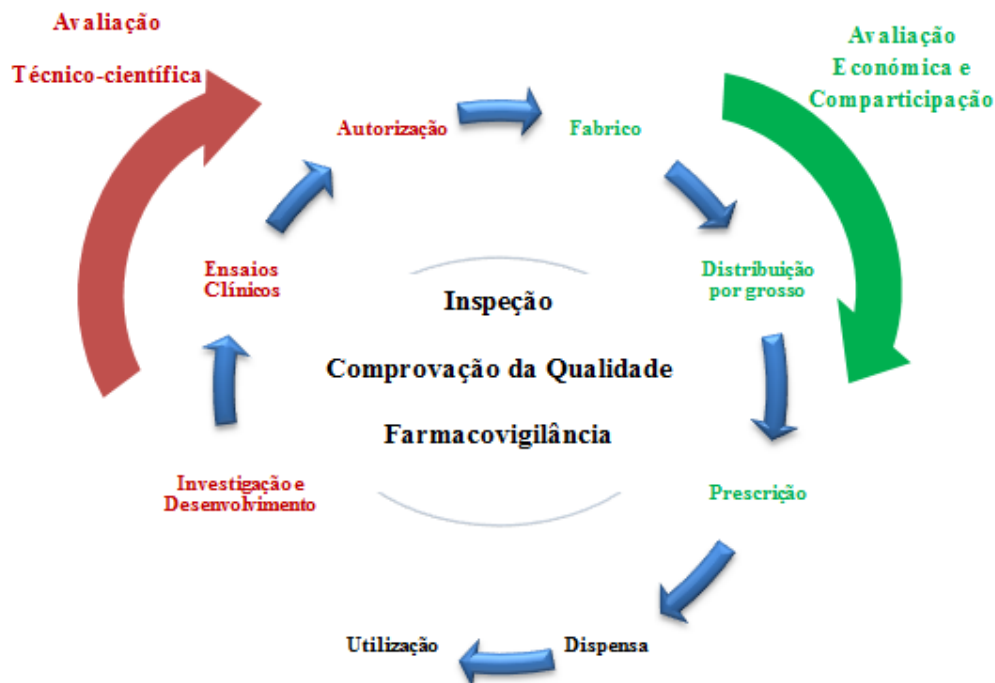 Avaliação
Técnico-científica
Avaliação
Económica e
Comparticipação
Autorização
Fabrico
Ensaios
Clínicos
Distribuição
por grosso
Inspeção
Comprovação da Qualidade
Farmacovigilância
Investigação e
Desenvolvimento
Prescrição
Utilização
Dispensa